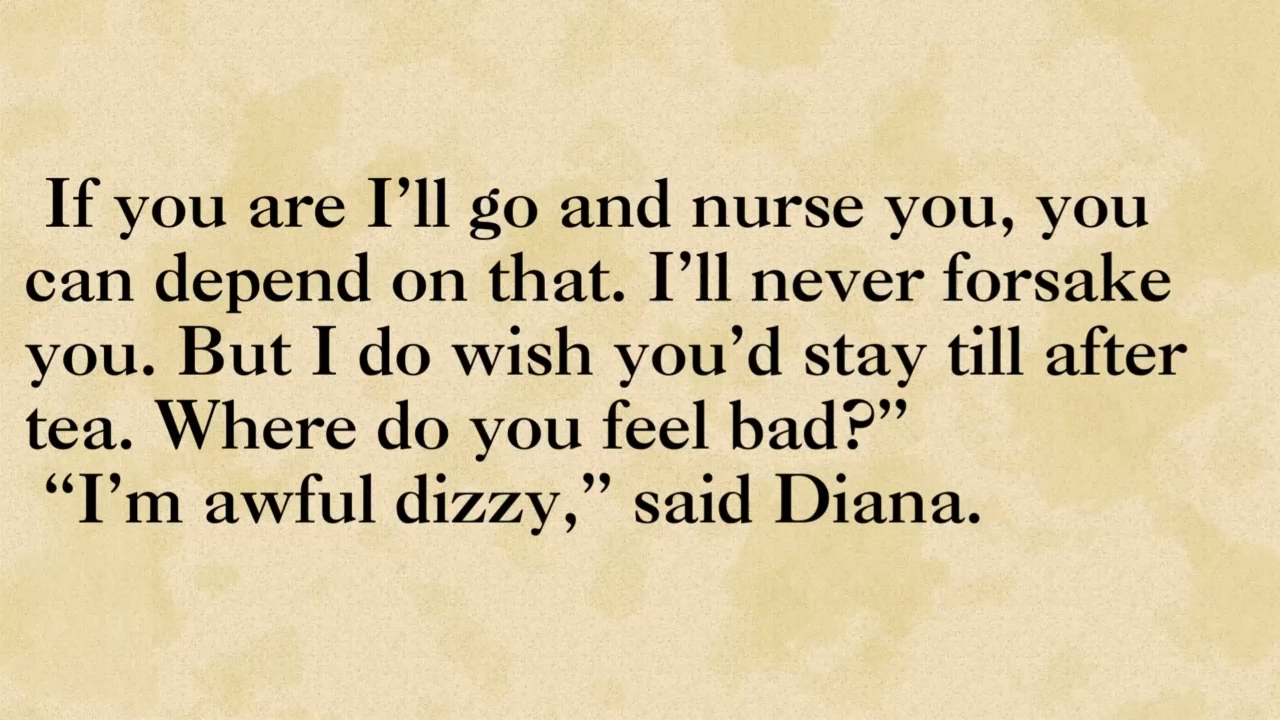 If you are I’ll go and nurse you, you
can depend on that. I’ll never forsake
you. But I do wish you’d stay till after
tea. Where do you feel bad?”
“I’m awful dizzy,” said Diana.